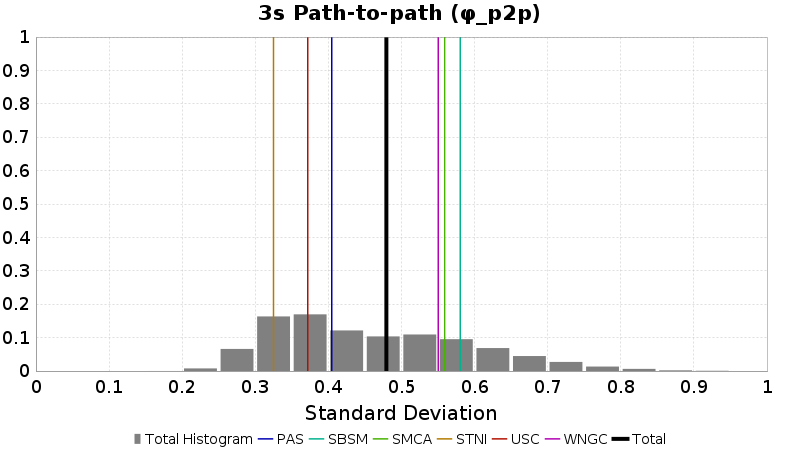 3s Path-to-path (φ_p2p)
1
0.9
0.8
0.7
0.6
0.5
0.4
0.3
0.2
0.1
0
0 0.1 0.2 0.3 0.4 0.5 0.6 0.7 0.8 0.9 1
Standard Deviation
Total Histogram PAS SBSM SMCA STNI USC WNGC Total